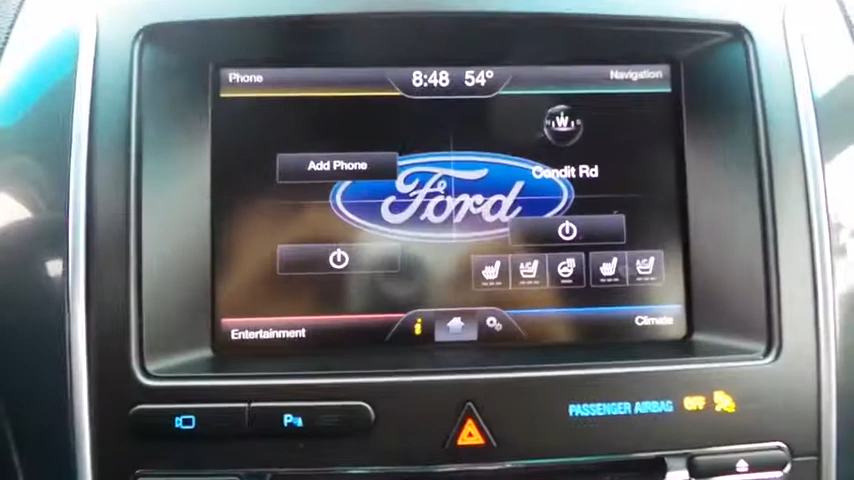 Phone
8:48 54°
Navigation
W
Add Phone
Condit Rd
Ford
A/C
A/C
Entertainment
i
Climate
P
PASSENGER AIRBAG OFF